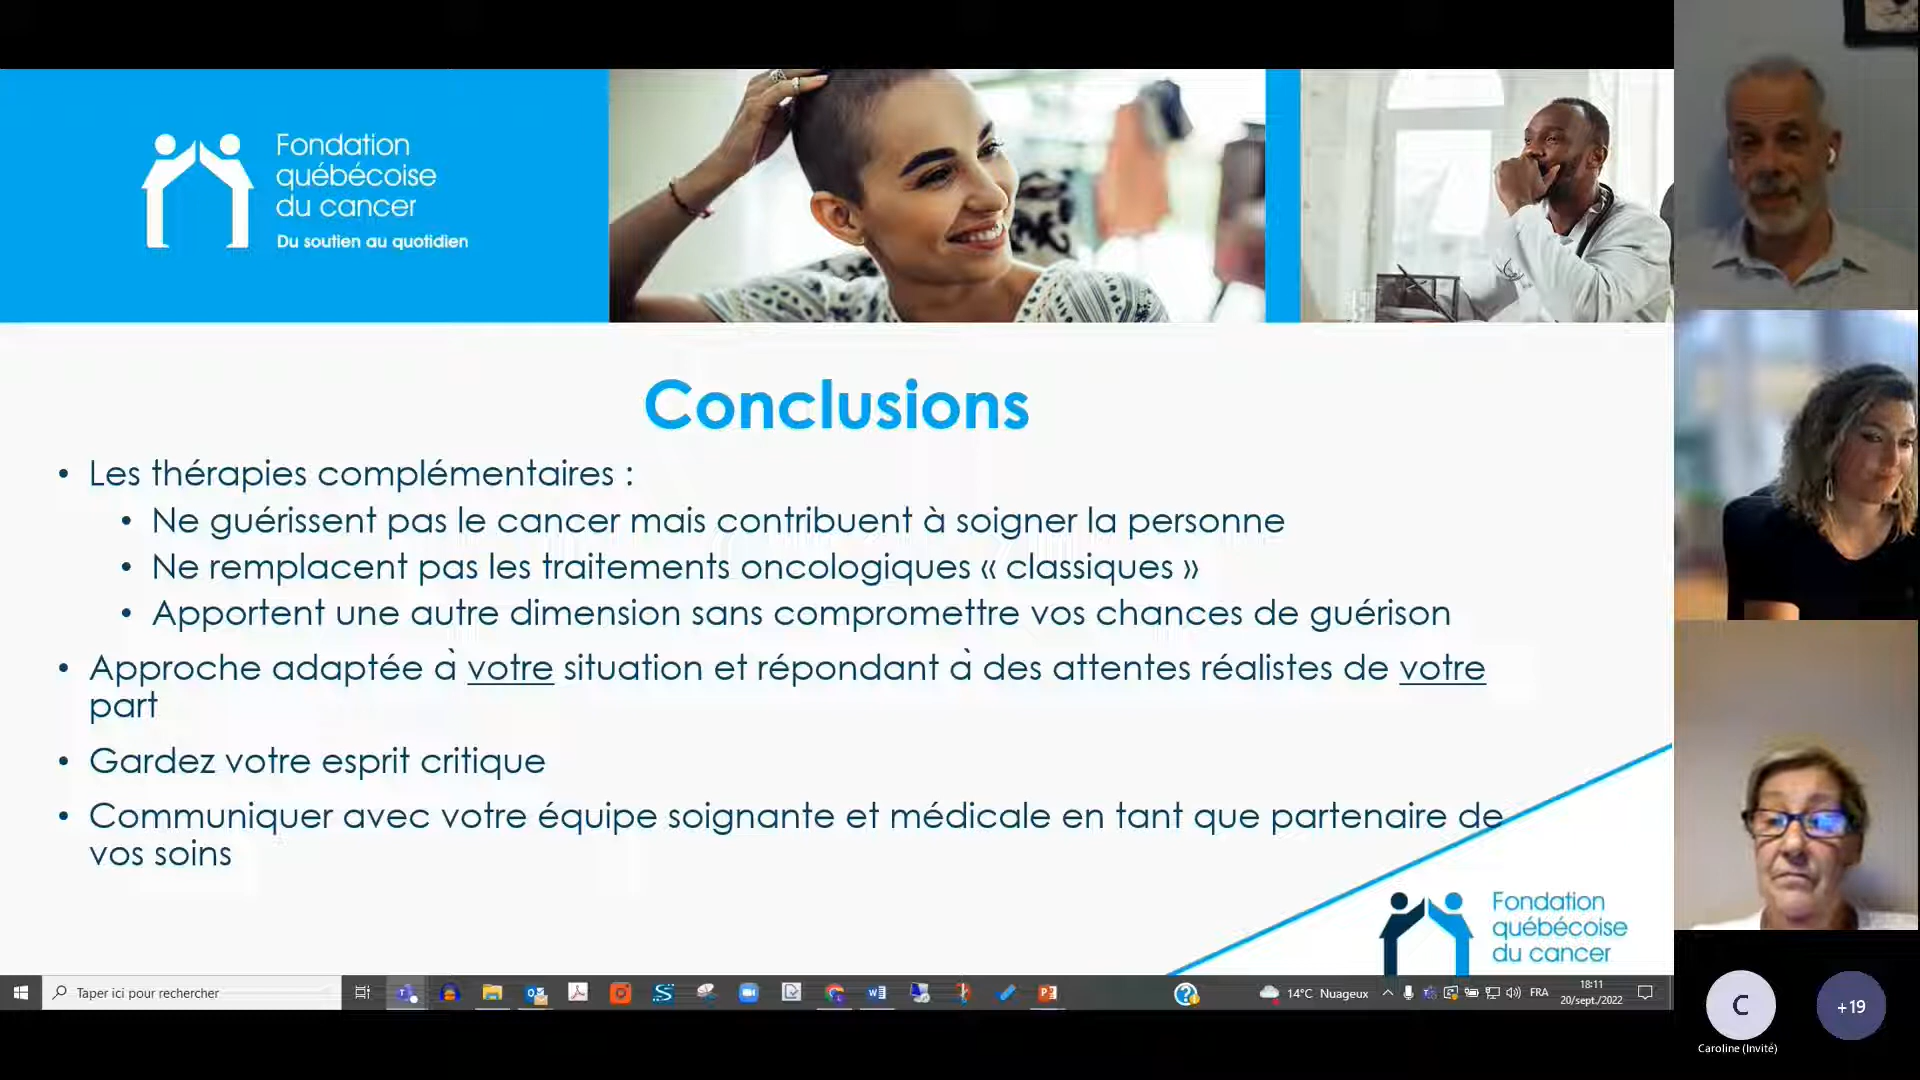 Fondation
québécoise
du cancer
Du soutien au quotidien
Conclusions
• Les thérapies complémentaires :
• Ne guérissent pas le cancer mais contribuent à soigner la personne
• Ne remplacent pas les traitements oncologiques « classiques »
• Apportent une autre dimension sans compromettre vos chances de guérison
• Approche adaptée à votre situation et répondant à des attentes réalistes de votre
part
• Gardez votre esprit critique
• Communiquer avec votre équipe soignante et médicale en tant que partenaire de
vos soins
Fondation
québécoise
du cancer
Taper ici pour rechercher
14°C Nuageux
FRA
18:11
20/sept./2022
C
Caroline (Invité)
+19